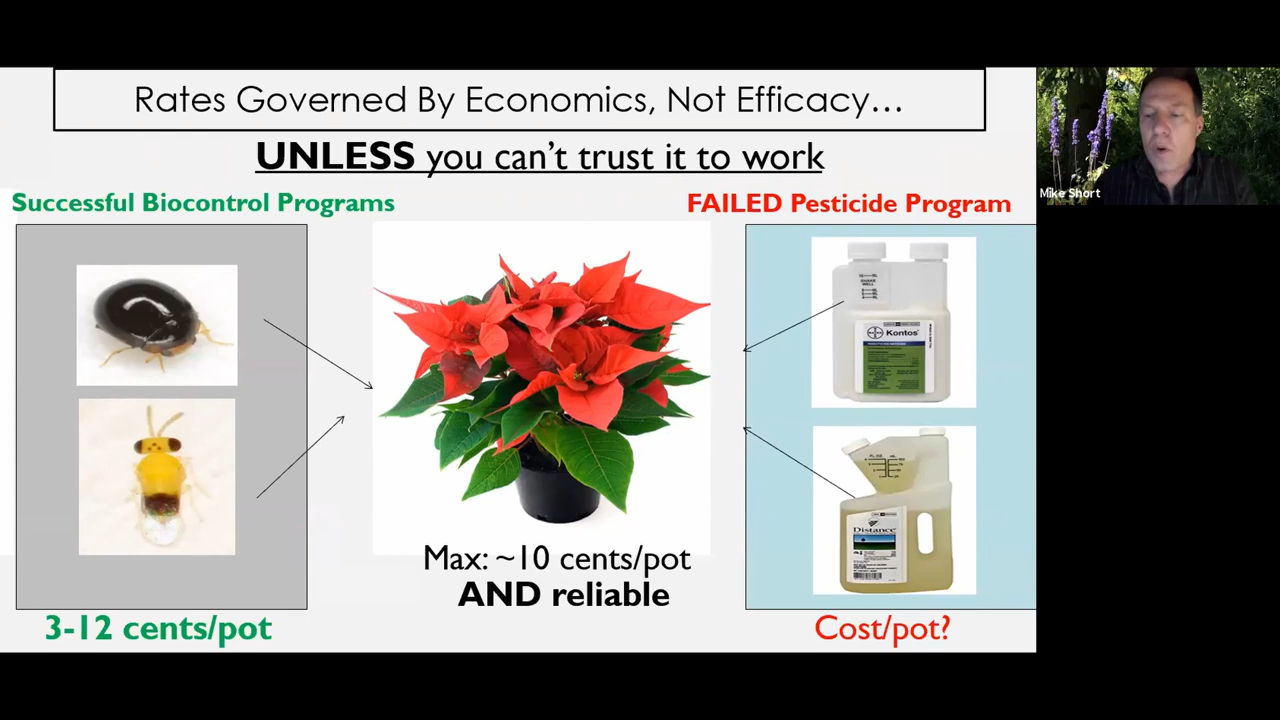 Rates Governed By Economics, Not Efficacy…
UNLESS you can't trust it to work
Successful Biocontrol Programs
FAILED Pesticide Program
Mike Short
Kontos
Distance
Max: ~10 cents/pot
AND reliable
3-12 cents/pot
Cost/pot?